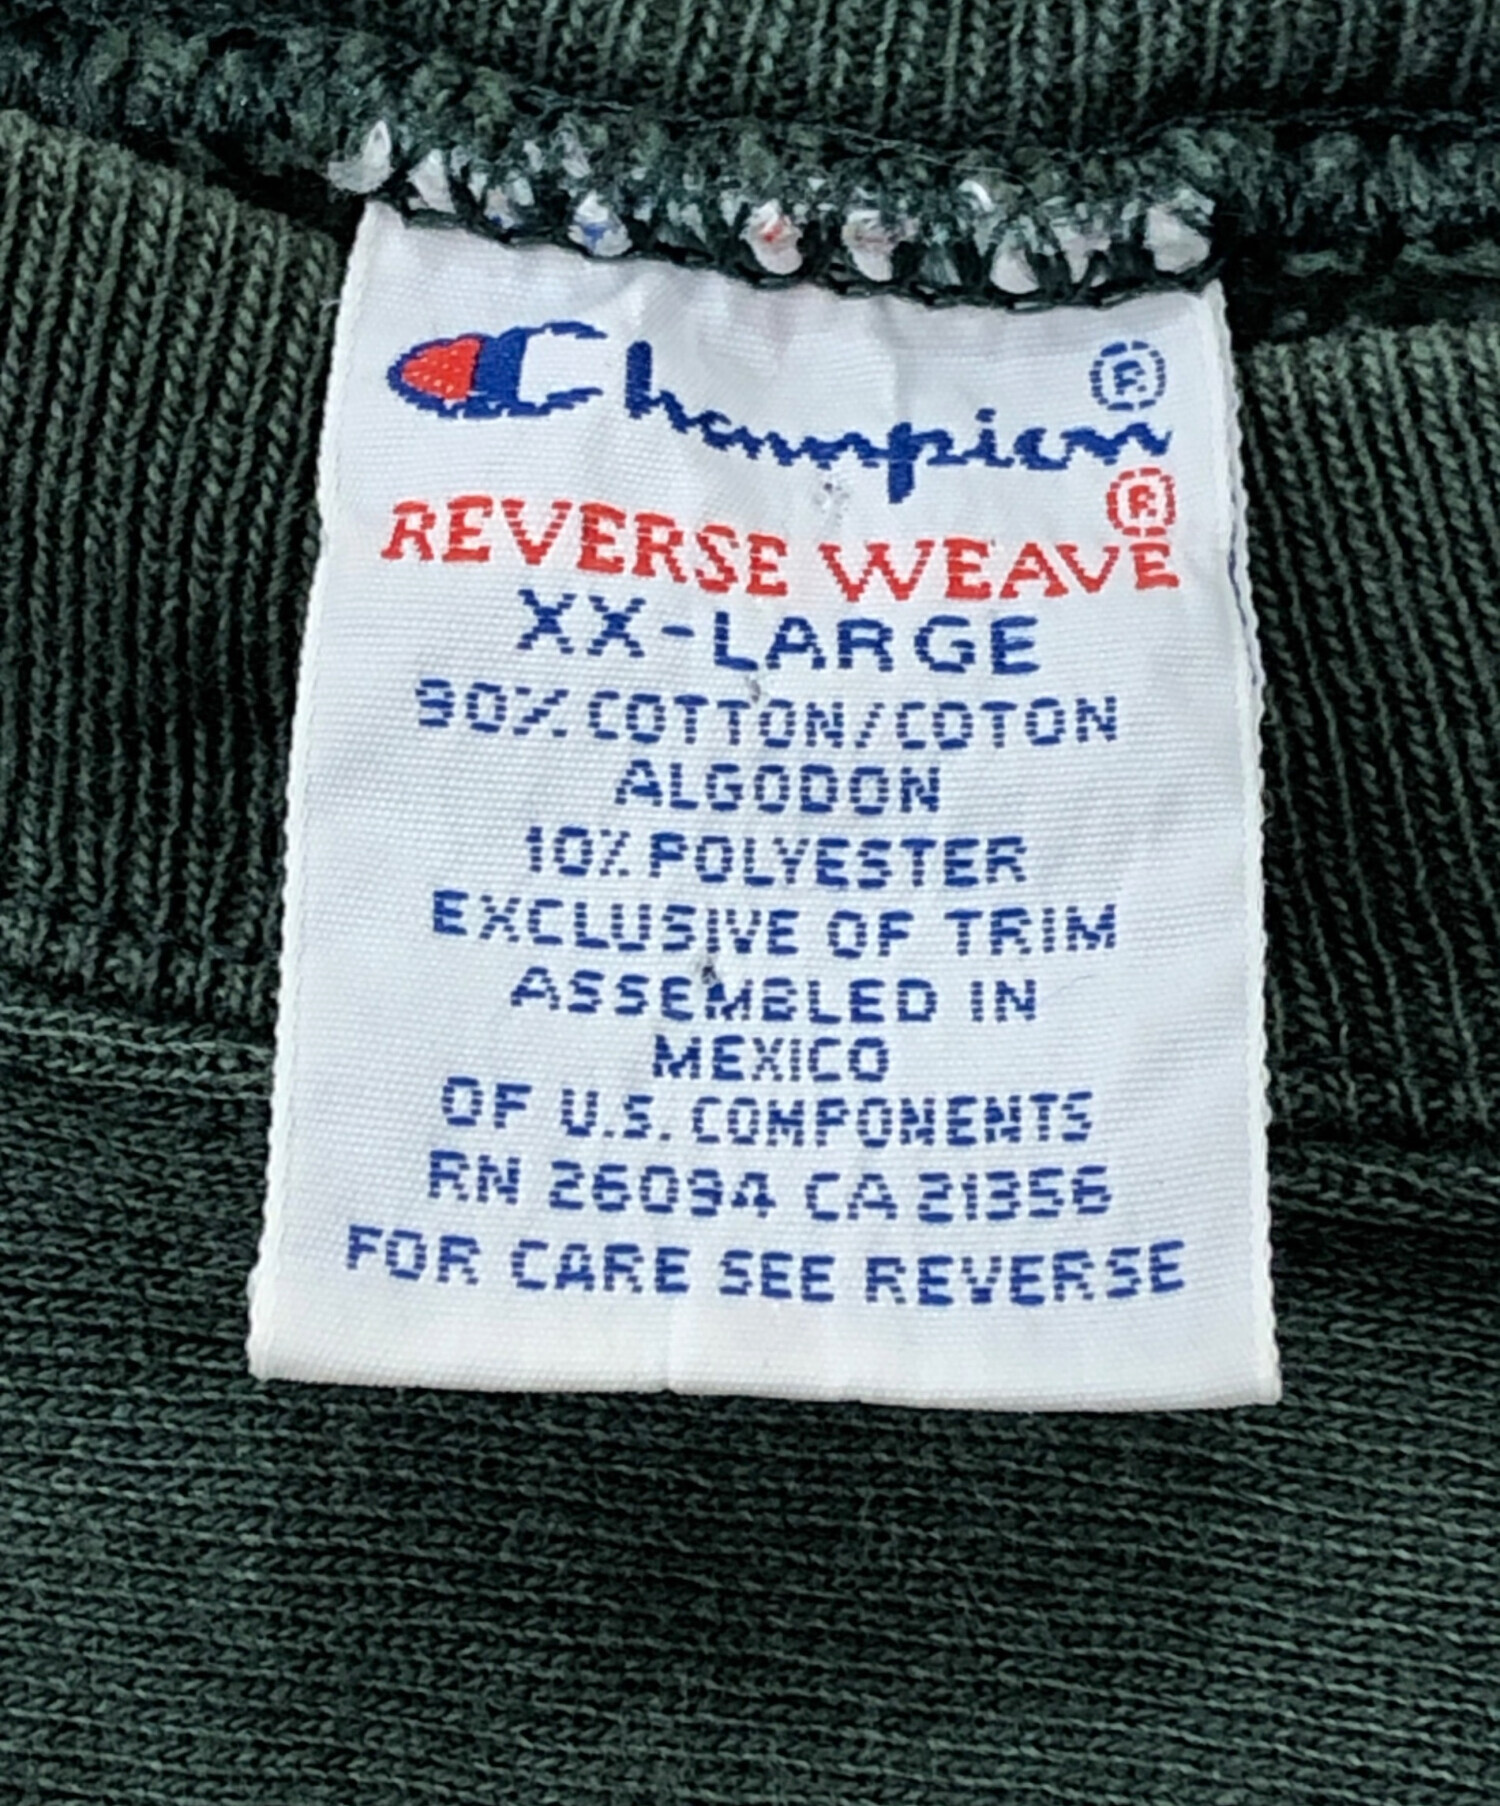 Champion®
REVERSE WEAVE®
XX-LARGE
90% COTTON/COTON
ALGODON
10% POLYESTER
EXCLUSIVE OF TRIM
ASSEMBLED IN
MEXICO
OF U.S. COMPONENTS
RN 26094 CA 21356
FOR CARE SEE REVERSE